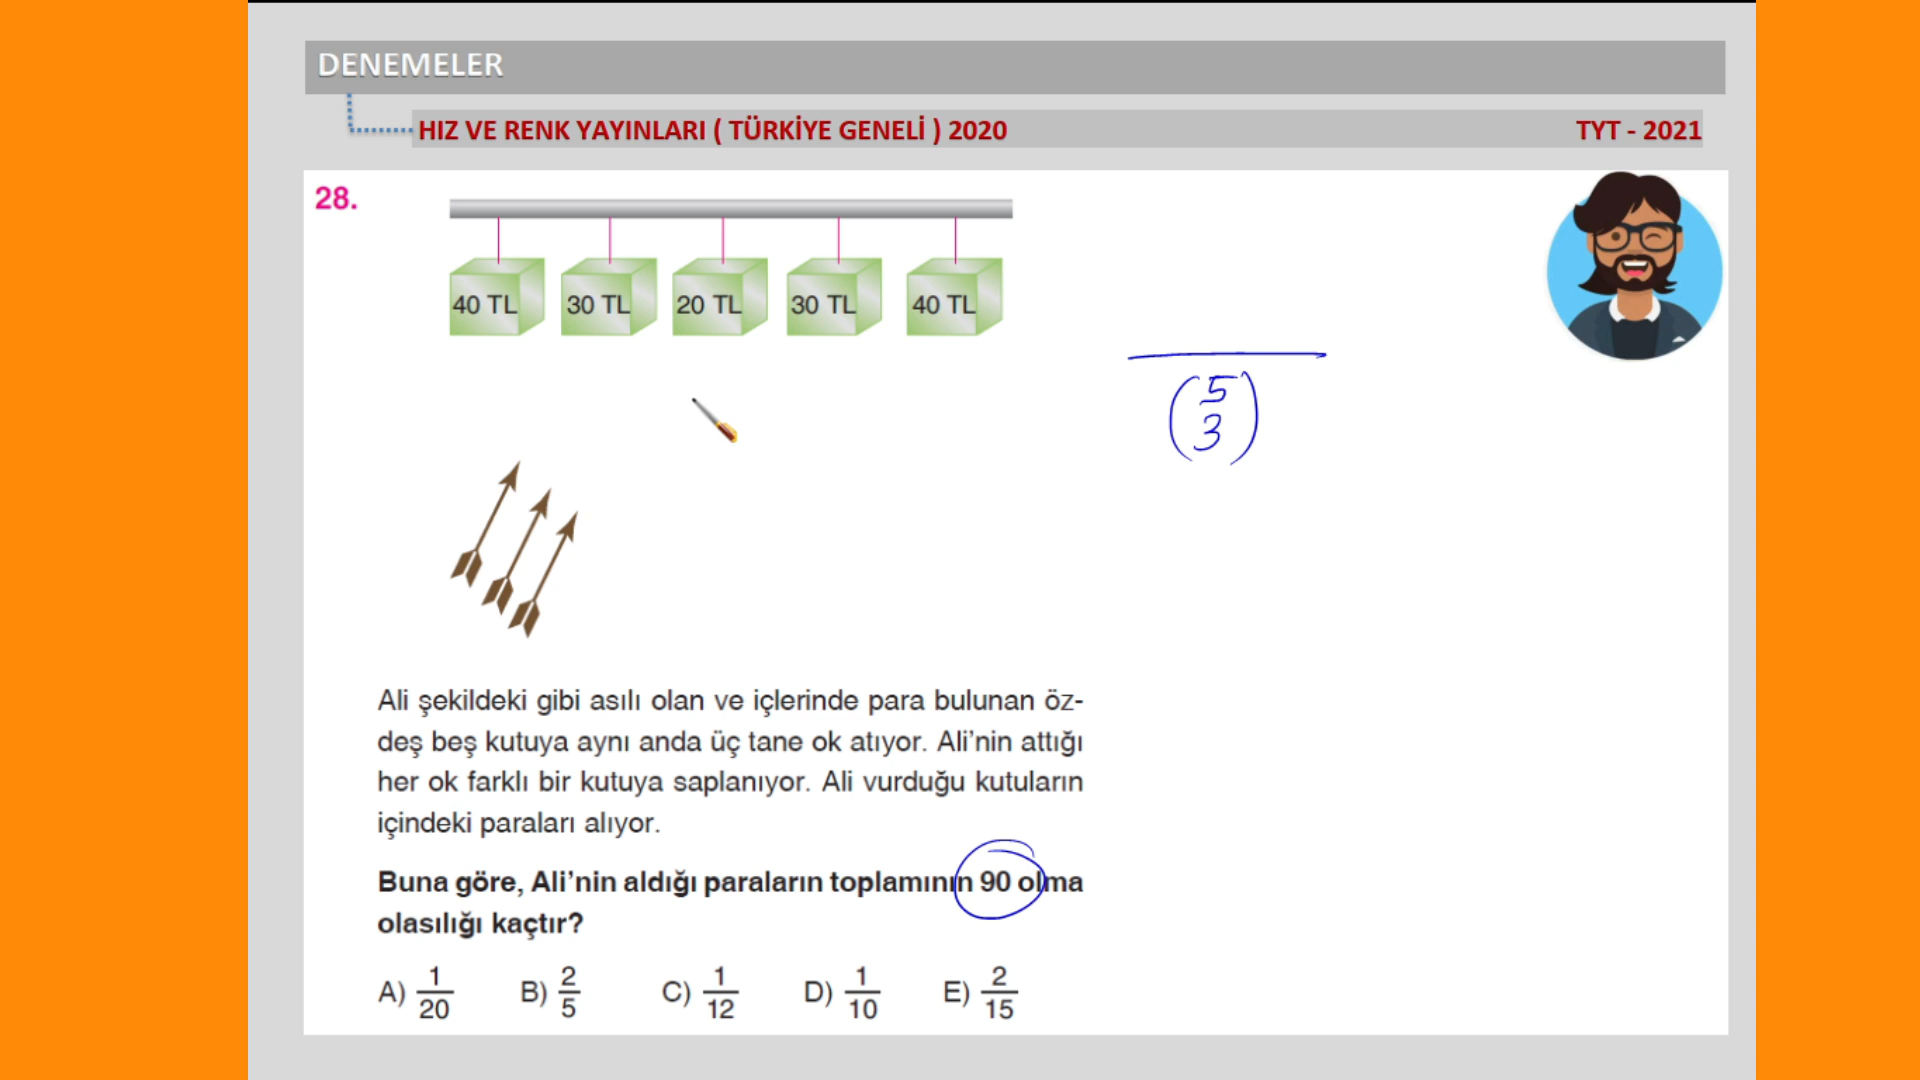 DENEMELER
HIZ VE RENK YAYINLARI ( TÜRKİYE GENELİ ) 2020
TYT - 2021
28.
40 TL 30 TL 20 TL 30 TL 40 TL
(5
3)
Ali şekildeki gibi asılı olan ve içlerinde para bulunan öz-
deş beş kutuya aynı anda üç tane ok atıyor. Ali'nin attığı
her ok farklı bir kutuya saplanıyor. Ali vurduğu kutuların
içindeki paraları alıyor.
Buna göre, Ali'nin aldığı paraların toplamının 90 olma
olasılığı kaçtır?
A) 1/20 B) 2/5 C) 1/12 D) 1/10 E) 2/15